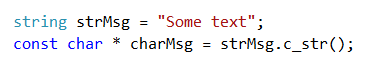 string strMsg = "Some text";
const char * charMsg = strMsg.c_str();